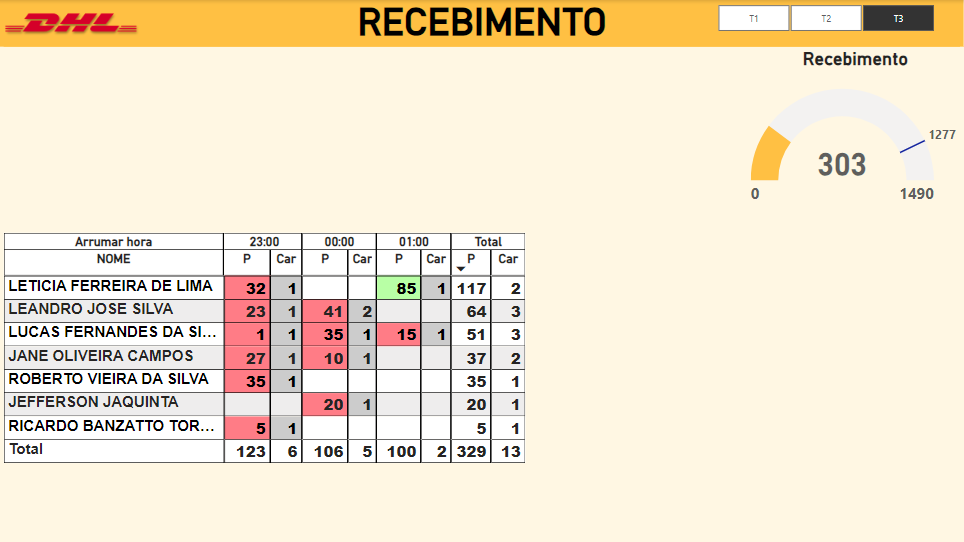 DHL RECEBIMENTO T1 T2 T3
Recebimento
1277
303
0 1490
Arrumar hora 23:00 00:00 01:00 Total
NOME P Car P Car P Car P Car
LETICIA FERREIRA DE LIMA 32 1 85 1 117 2
LEANDRO JOSE SILVA 23 1 41 2 64 3
LUCAS FERNANDES DA SI... 1 1 35 1 15 1 51 3
JANE OLIVEIRA CAMPOS 27 1 10 1 37 2
ROBERTO VIEIRA DA SILVA 35 1 35 1
JEFFERSON JAQUINTA 20 1 20 1
RICARDO BANZATTO TOR... 5 1 5 1
Total 123 6 106 5 100 2 329 13